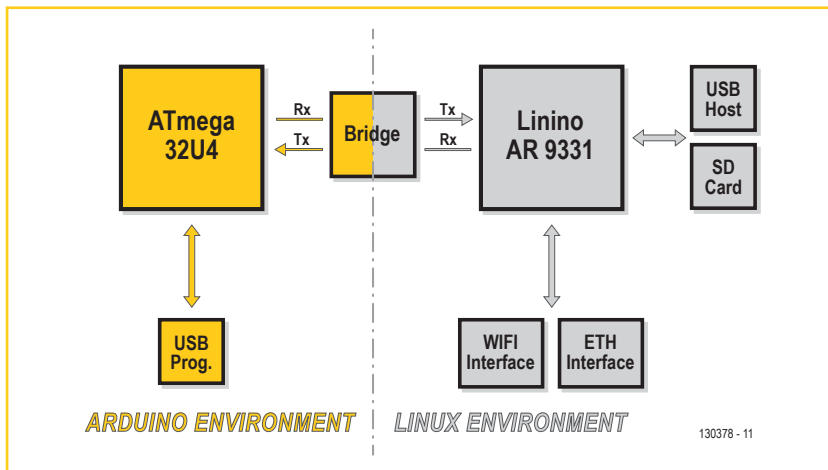 ATmega
32U4
Rx
Tx
Bridge
Tx
Rx
Linino
AR 9331
USB
Host
SD
Card
USB
Prog.
WIFI
Interface
ETH
Interface
ARDUINO ENVIRONMENT
LINUX ENVIRONMENT
130378 - 11